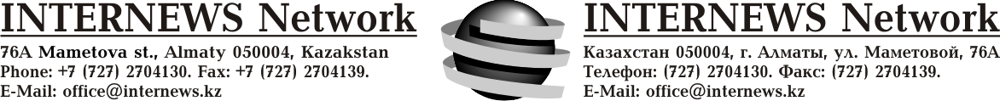 INTERNEWS Network
76A Mametova st., Almaty 050004, Kazakstan
Phone: +7 (727) 2704130. Fax: +7 (727) 2704139.
E-Mail: office@internews.kz
INTERNEWS Network
Казахстан 050004, г. Алматы, ул. Маметовой, 76А
Телефон: (727) 2704130. Факс: (727) 2704139.
E-Mail: office@internews.kz